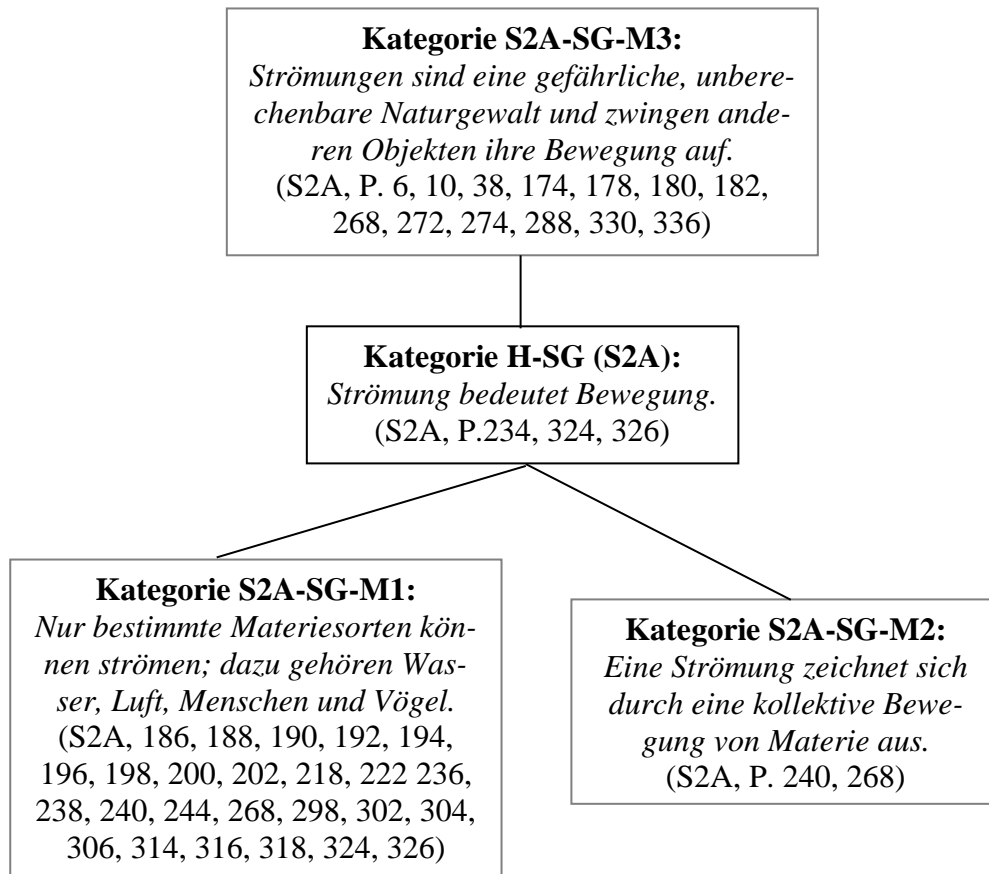 Kategorie S2A-SG-M3:
Strömungen sind eine gefährliche, unbere-
chenbare Naturgewalt und zwingen ande-
ren Objekten ihre Bewegung auf.
(S2A, P. 6, 10, 38, 174, 178, 180, 182,
268, 272, 274, 288, 330, 336)
Kategorie H-SG (S2A):
Strömung bedeutet Bewegung.
(S2A, P.234, 324, 326)
Kategorie S2A-SG-M1:
Nur bestimmte Materiesorten kön-
nen strömen; dazu gehören Was-
ser, Luft, Menschen und Vögel.
(S2A, 186, 188, 190, 192, 194,
196, 198, 200, 202, 218, 222 236,
238, 240, 244, 268, 298, 302, 304,
306, 314, 316, 318, 324, 326)
Kategorie S2A-SG-M2:
Eine Strömung zeichnet sich
durch eine kollektive Bewe-
gung von Materie aus.
(S2A, P. 240, 268)